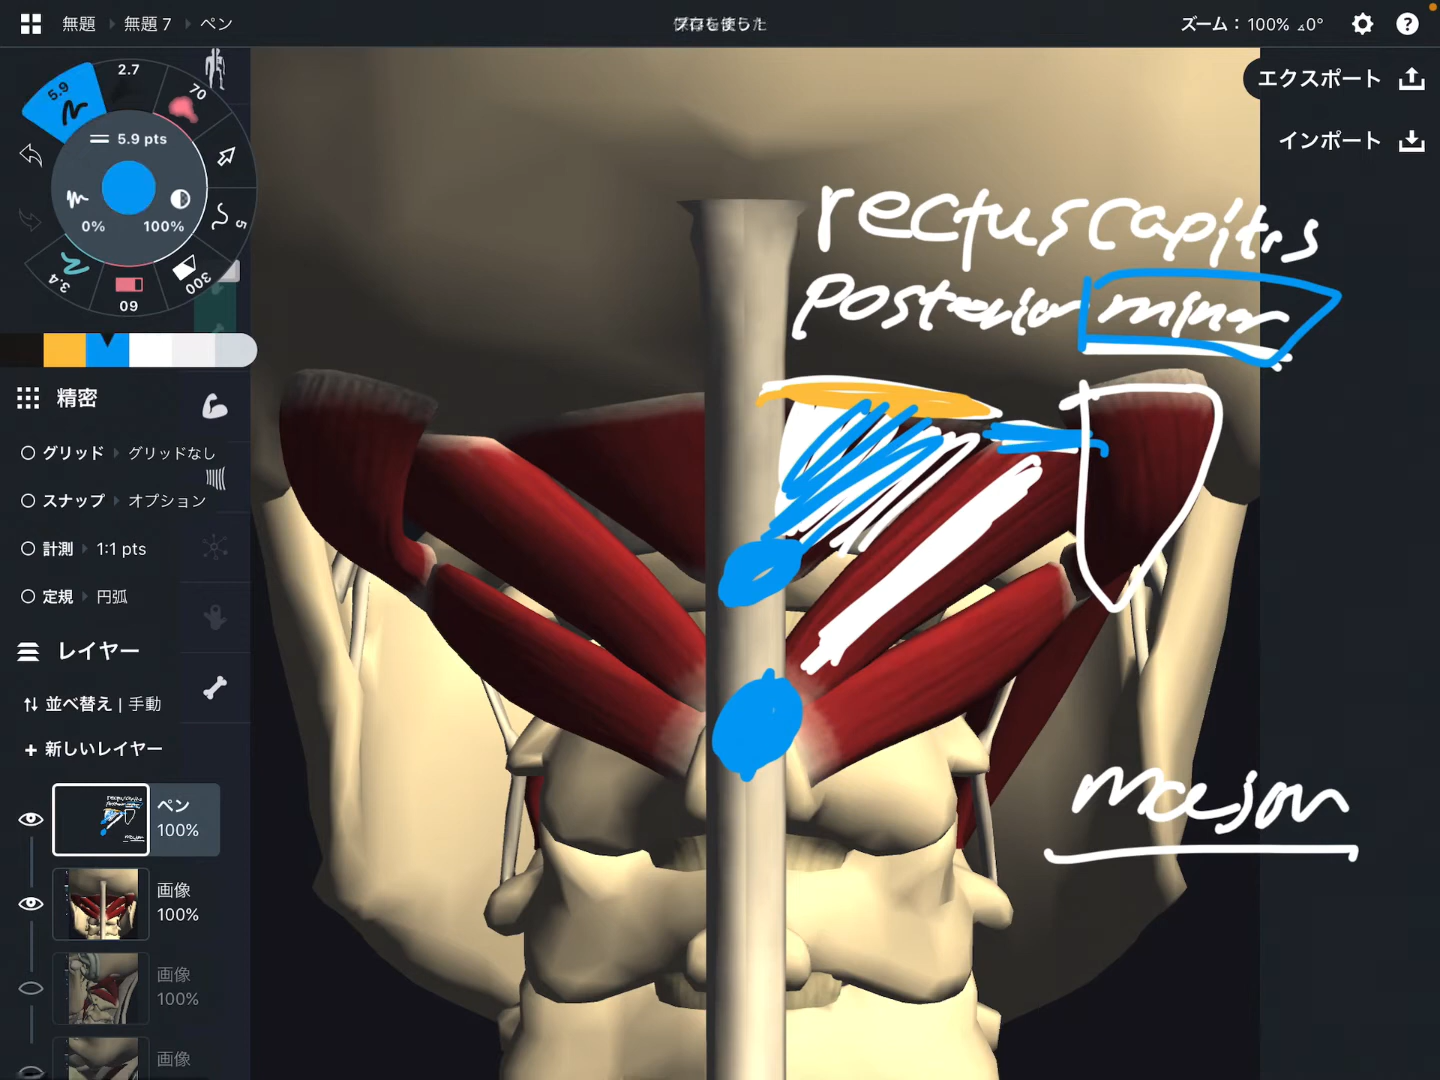 無題 無題 7 ペン
ズーム： 100% ⊿0°
エクスポート
インポート
2.7
5.9
70
5.9 pts
0% 100%
5
3.4
60
300
rectus capitis
posterior minor
major
精密
グリッド グリッドなし
スナップ オプション
計測 1:1 pts
定規 円弧
レイヤー
並べ替え | 手動
+ 新しいレイヤー
ペン
100%
画像
100%
画像
100%
画像